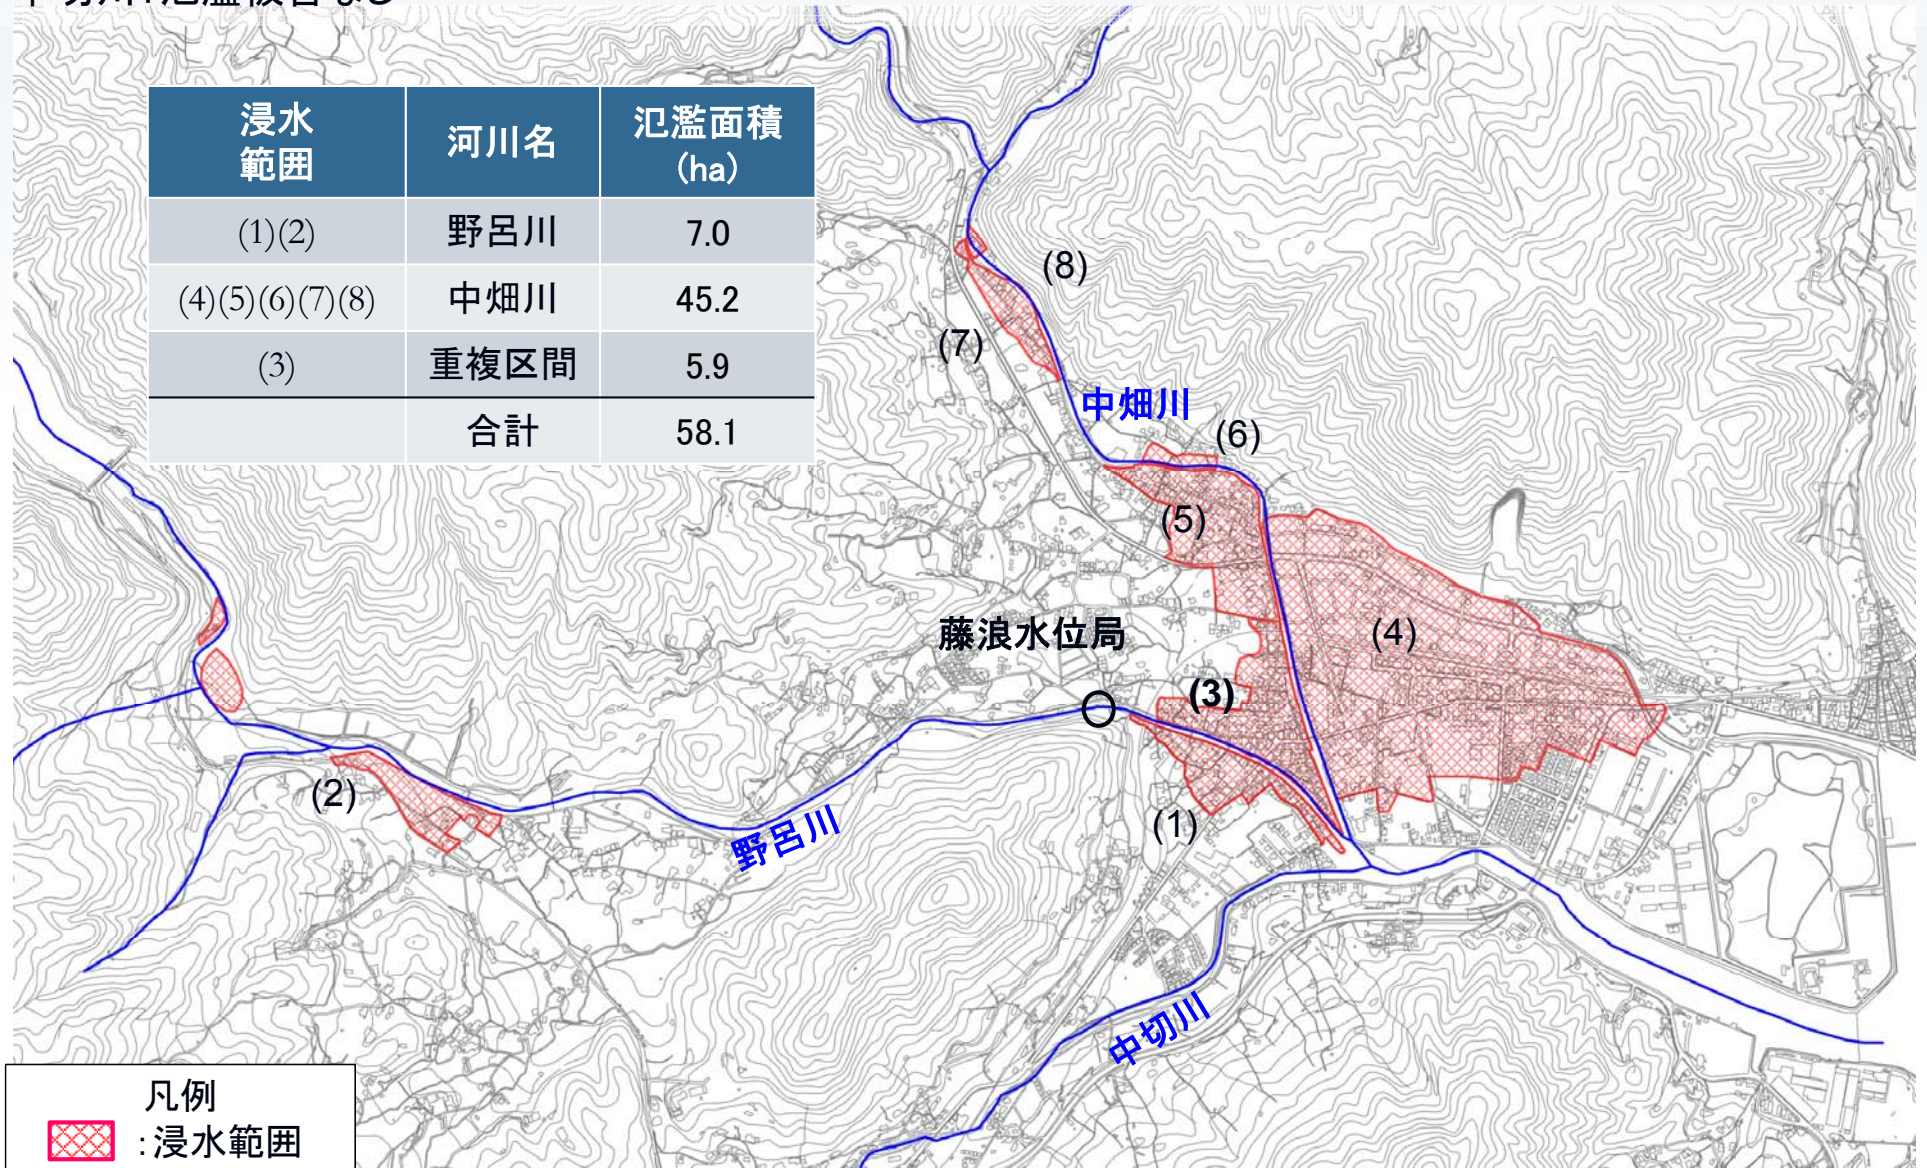 浸水
範囲
河川名
氾濫面積
(ha)
(1)(2)
野呂川
7.0
(4)(5)(6)(7)(8)
中畑川
45.2
(3)
重複区間
5.9
合計
58.1
(8)
(7)
中畑川
(6)
(5)
藤浪水位局
(4)
(3)
(2)
(1)
野呂川
中切川
凡例
:浸水範囲